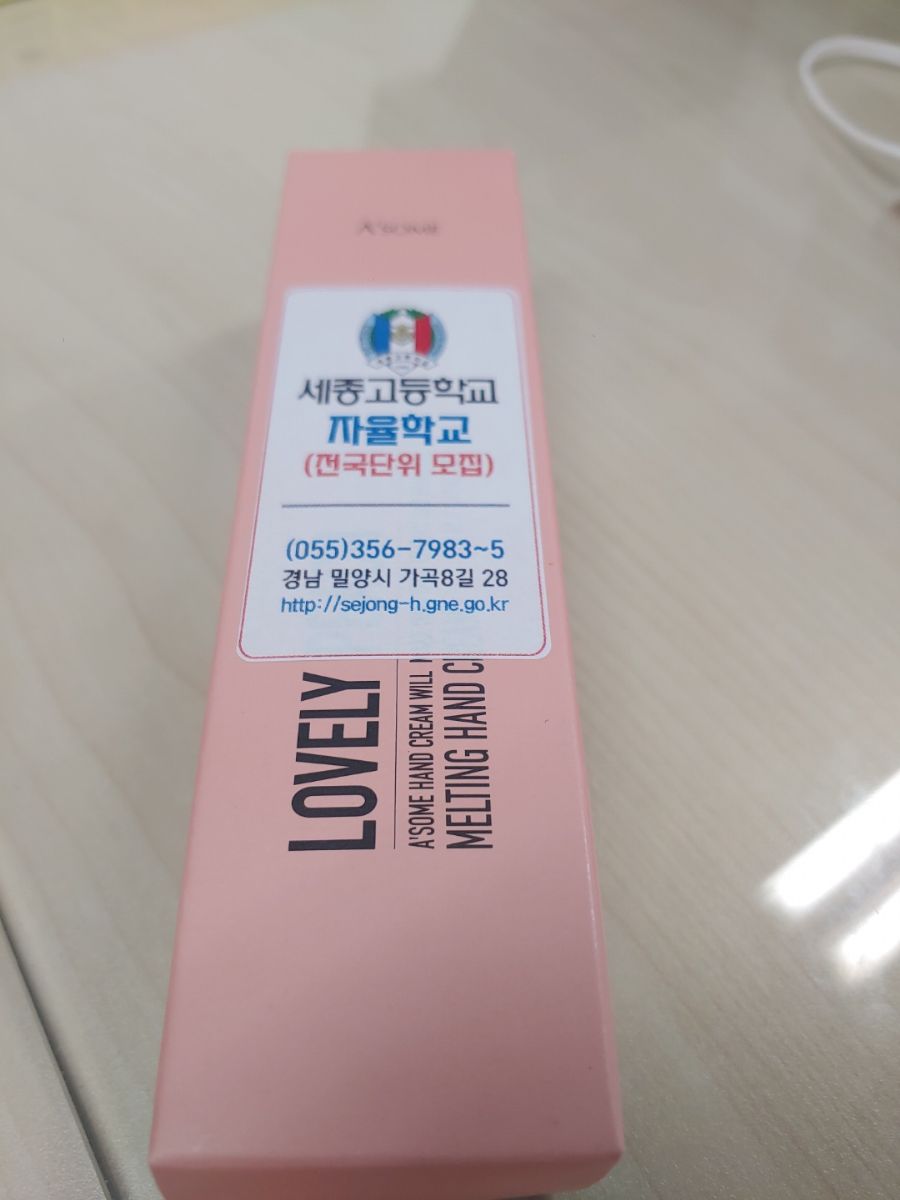 A'SOME
세종고등학교
자율학교
(전국단위 모집)
(055)356-7983~5
경남 밀양시 가곡8길 28
http://sejong-h.gne.go.kr
LOVELY
A'SOME HAND CREAM WILL
MELTING HAND